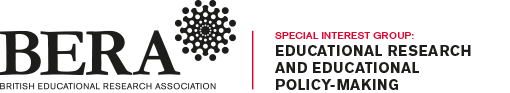 BERA
BRITISH EDUCATIONAL RESEARCH ASSOCIATION
SPECIAL INTEREST GROUP:
EDUCATIONAL RESEARCH
AND EDUCATIONAL
POLICY-MAKING